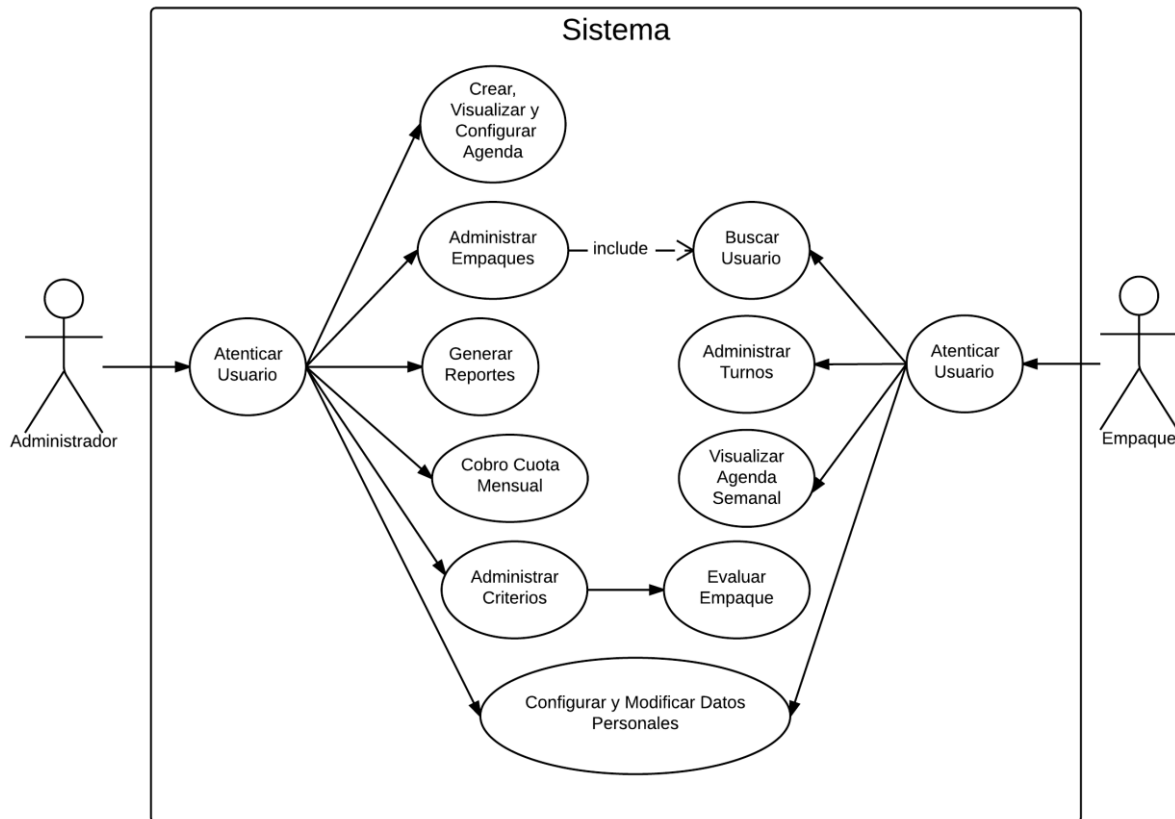 Sistema
Crear,
Visualizar y
Configurar
Agenda
Administrar
Empaques
include
Buscar
Usuario
Atenticar
Usuario
Generar
Reportes
Administrar
Turnos
Atenticar
Usuario
Administrador
Empaque
Cobro Cuota
Mensual
Visualizar
Agenda
Semanal
Administrar
Criterios
Evaluar
Empaque
Configurar y Modificar Datos
Personales